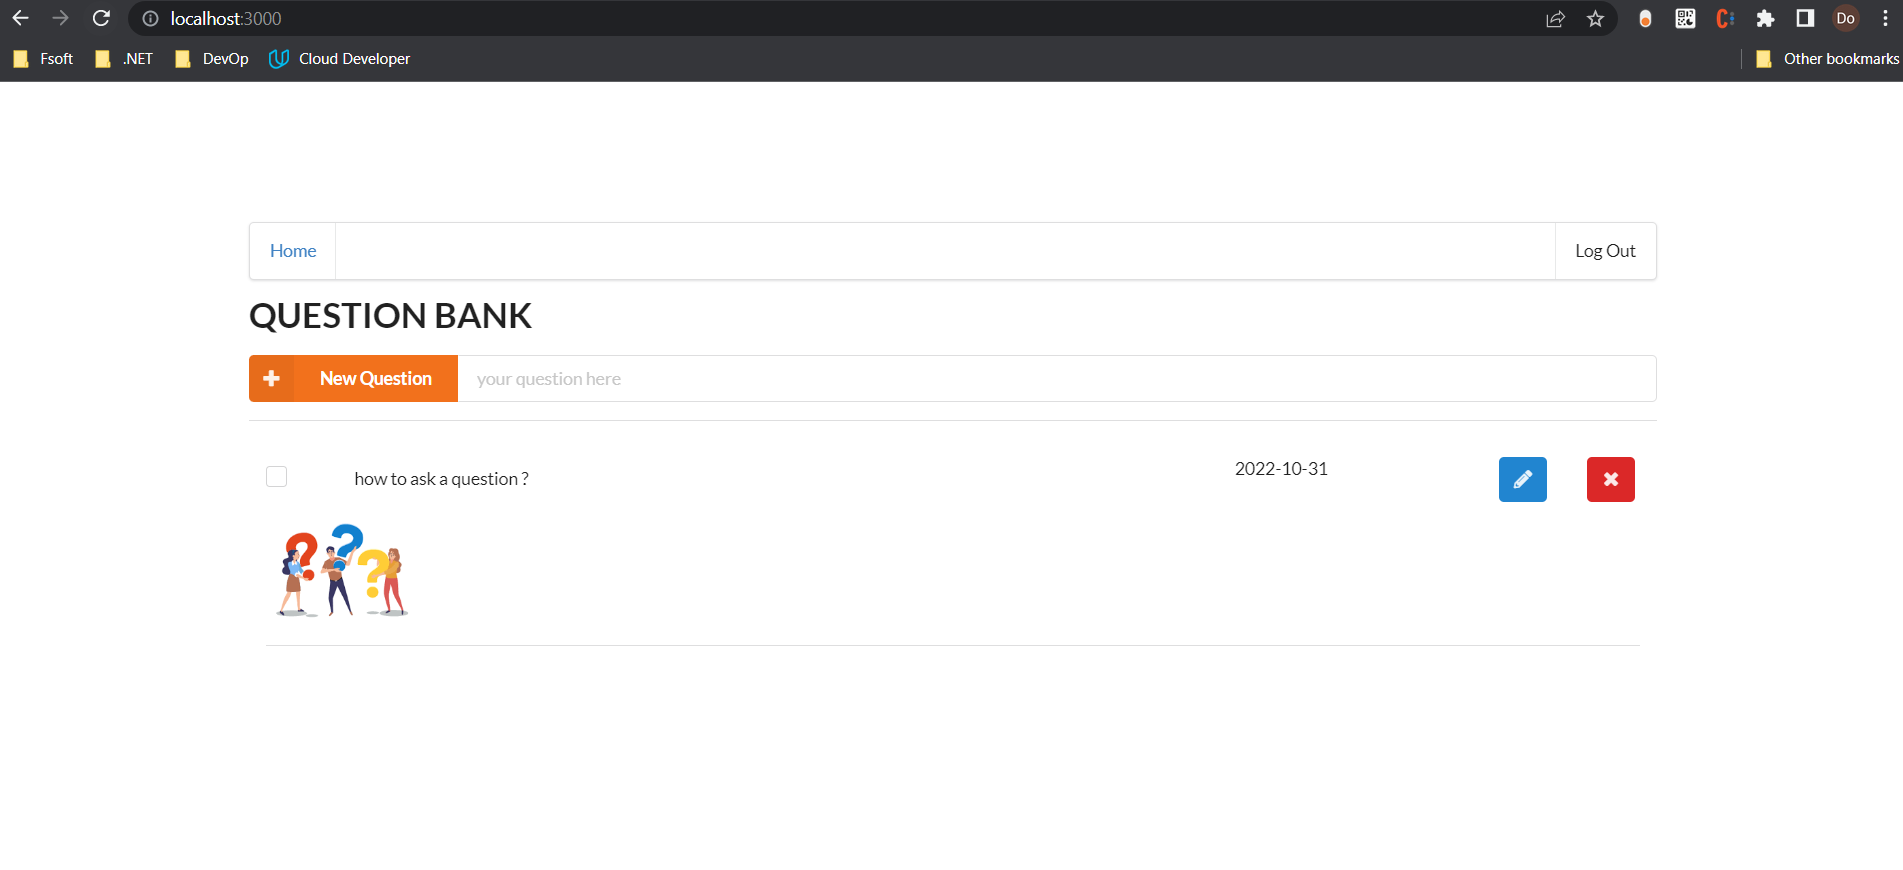 localhost:3000
Do
Fsoft .NET DevOp Cloud Developer Other bookmarks
Home Log Out
QUESTION BANK
New Question your question here
how to ask a question ? 2022-10-31